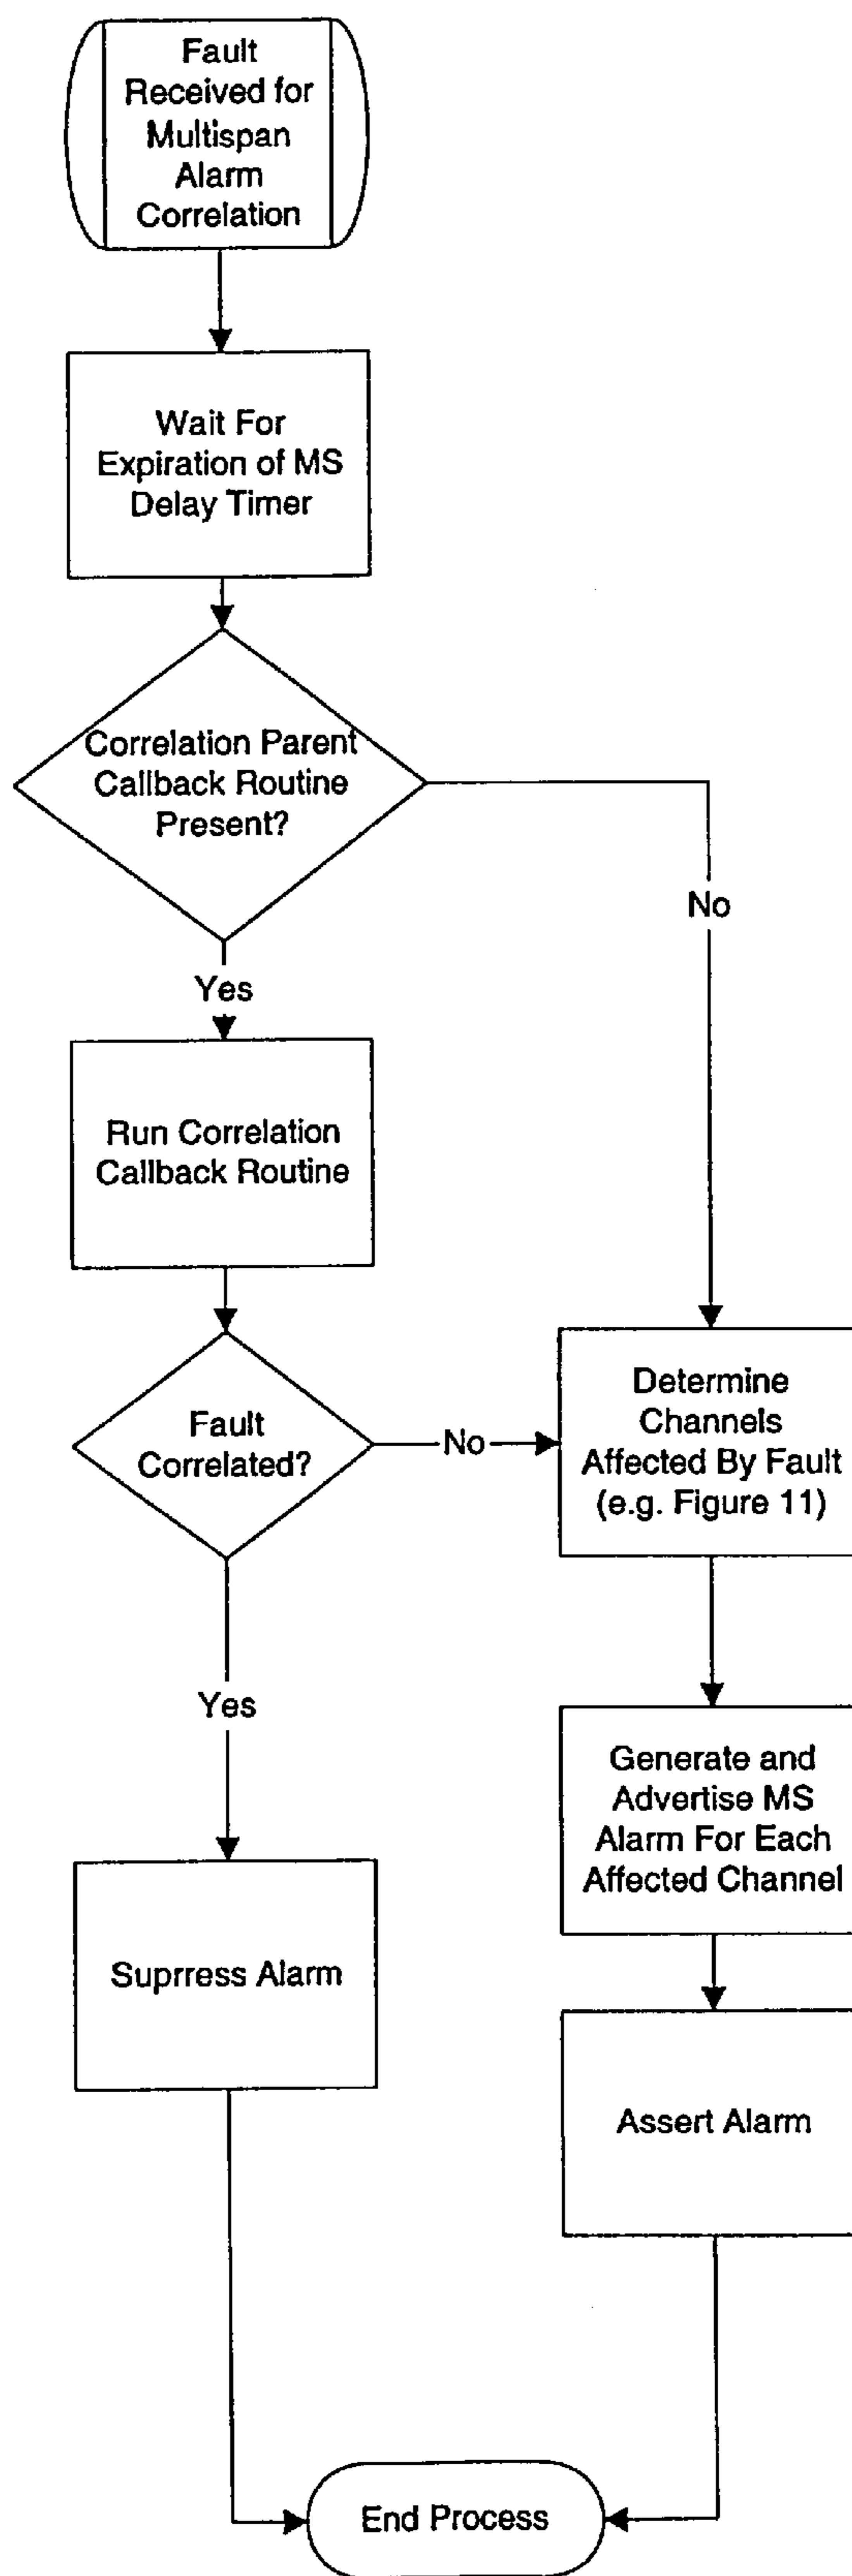 Fault
Received for
Multispan
Alarm
Correlation
Wait For
Expiration of MS
Delay Timer
Correlation Parent
Callback Routine
Present?
No
Yes
Run Correlation
Callback Routine
Fault
Correlated?
No
Determine
Channels
Affected By Fault
(e.g. Figure 11)
Yes
Generate and
Advertise MS
Alarm For Each
Affected Channel
Suprress Alarm
Assert Alarm
End Process